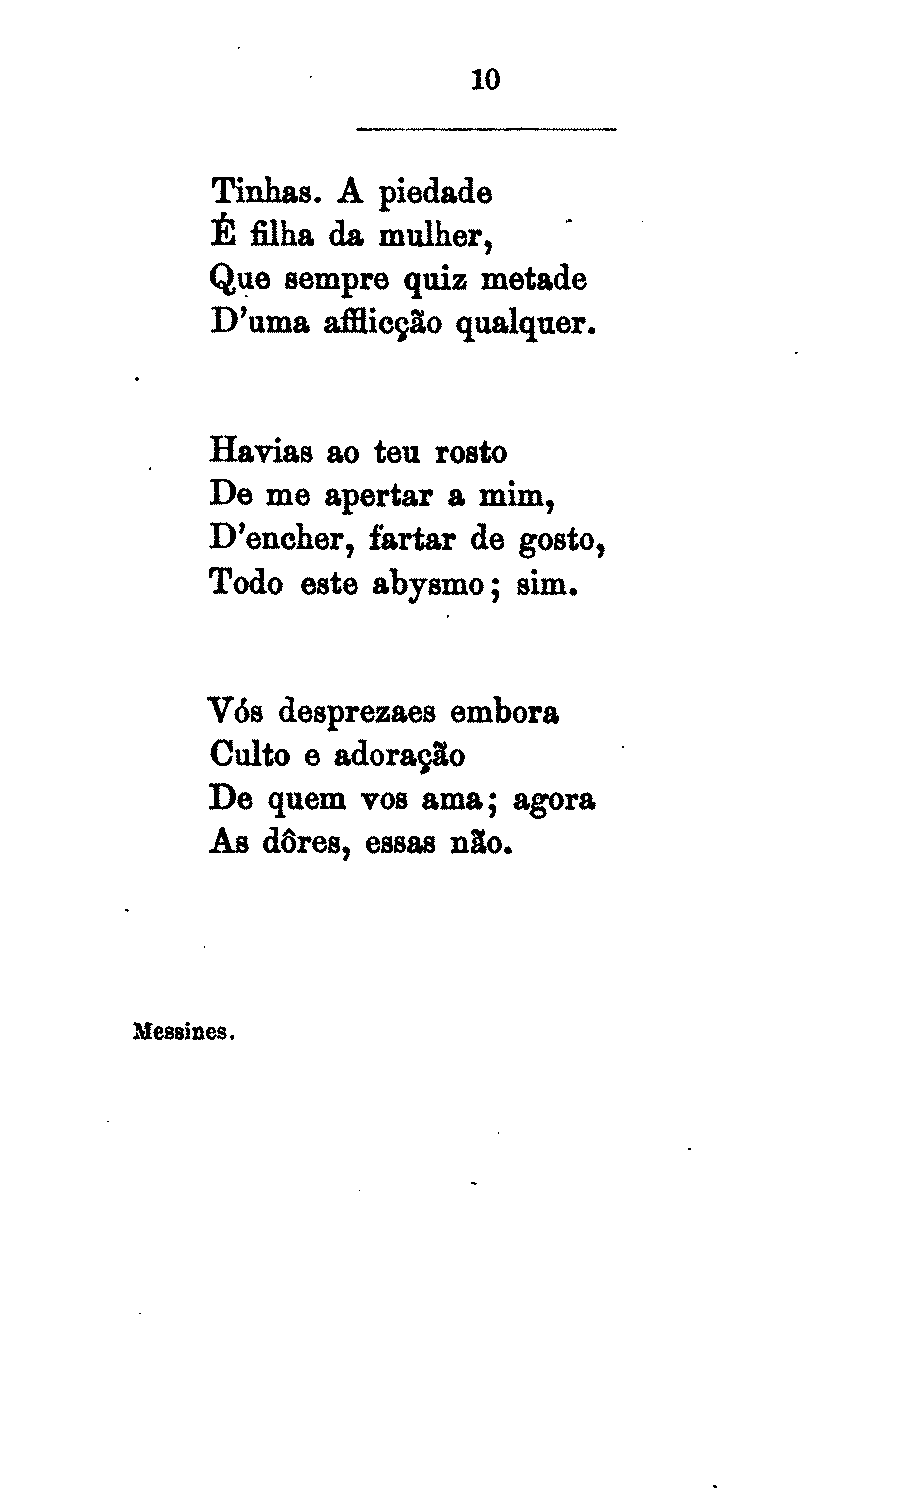 10
Tinhas. A piedade
É filha da mulher,
Que sempre quiz metade
D'uma afflicção qualquer.
Havias ao teu rosto
De me apertar a mim,
D'encher, fartar de gosto,
Todo este abysmo; sim.
Vós desprezaes embora
Culto e adoração
De quem vos ama; agora
As dôres, essas não.
Messines.